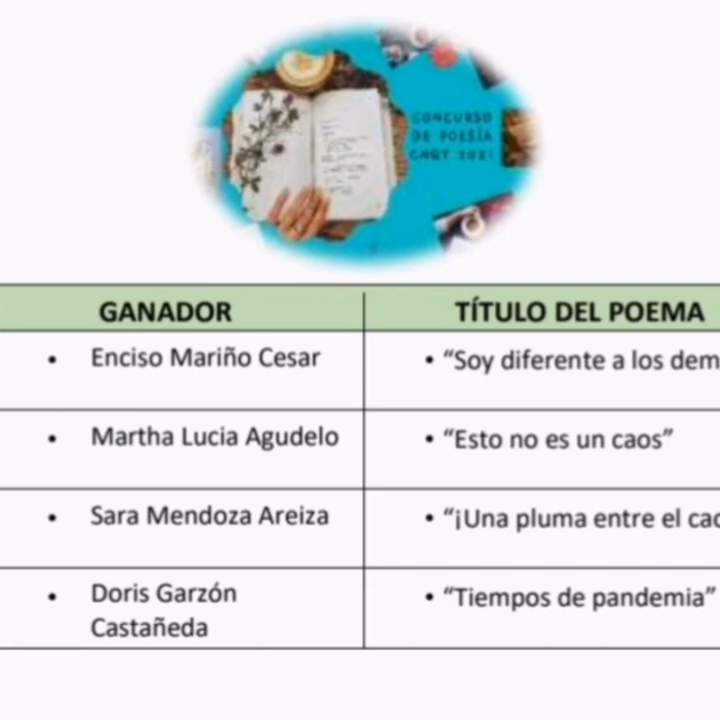 CONCURSO
DE POESÍA
GANADOR
TÍTULO DEL POEMA
• Enciso Mariño Cesar
• “Soy diferente a los dem
• Martha Lucia Agudelo
• “Esto no es un caos”
• Sara Mendoza Areiza
• “¡Una pluma entre el cao
• Doris Garzón
Castañeda
• “Tiempos de pandemia”